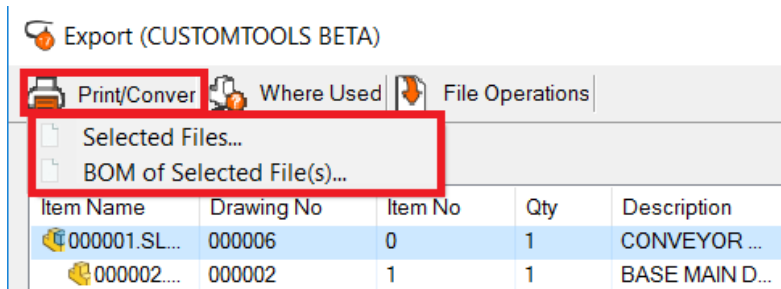 Export (CUSTOMTOOLS BETA)
Print/Conver Where Used File Operations
Selected Files...
BOM of Selected File(s)...
Item Name Drawing No Item No Qty Description
000001.SL... 000006 0 1 CONVEYOR ...
000002.... 000002 1 1 BASE MAIN D...